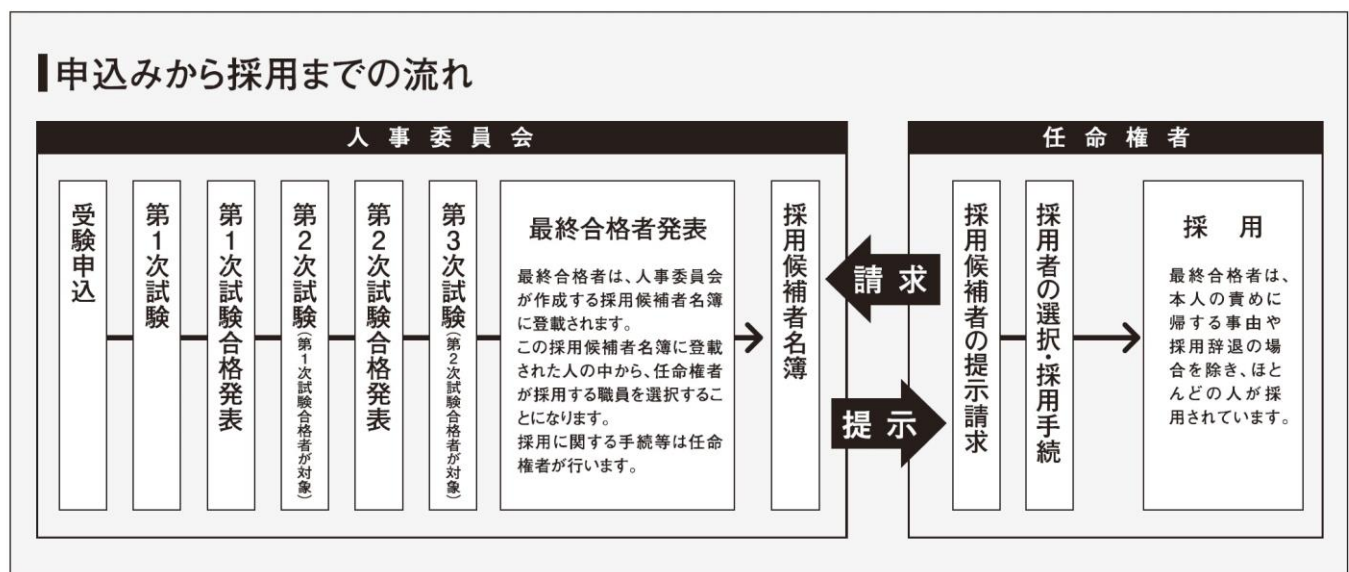 申込みから採用までの流れ
人事委員会
受験申込
第1次試験
第1次試験合格発表
第2次試験(第1次試験合格者が対象)
第2次試験合格発表
第3次試験(第2次試験合格者が対象)
最終合格者発表
最終合格者は、人事委員会
が作成する採用候補者名簿
に登載されます。
この採用候補者名簿に登載
された人の中から、任命権者
が採用する職員を選択するこ
とになります。
採用に関する手続等は任命
権者が行います。
採用候補者名簿
請求
提示
任命権者
採用候補者の提示請求
採用者の選択・採用手続
採用
最終合格者は、
本人の責めに
帰する事由や
採用辞退の場
合を除き、ほと
んどの人が採
用されています。